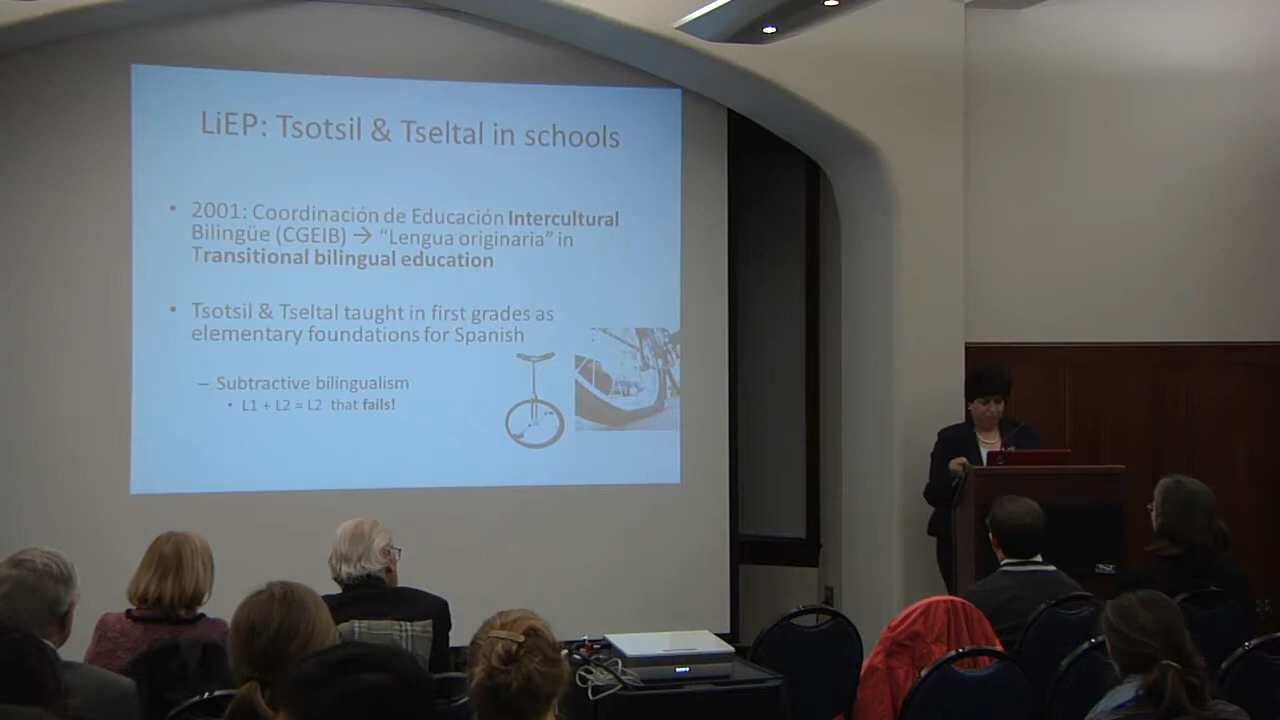 LiEP: Tsotsil & Tseltal in schools
• 2001: Coordinación de Educación Intercultural
Bilingüe (CGEIB) → “Lengua originaria” in
Transitional bilingual education
• Tsotsil & Tseltal taught in first grades as
elementary foundations for Spanish
– Subtractive bilingualism
• L1 + L2 = L2 that fails!